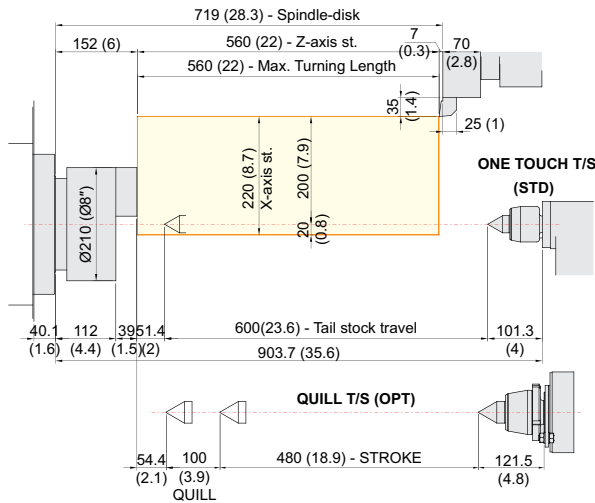 719 (28.3) - Spindle-disk
152 (6)
560 (22) - Z-axis st.
7
(0.3)
70
(2.8)
560 (22) - Max. Turning Length
35
(1.4)
25 (1)
220 (8.7)
X-axis st.
200 (7.9)
20
(0.8)
Ø210 (Ø8")
ONE TOUCH T/S
(STD)
40.1
(1.6)
112
(4.4)
39
(1.5)
51.4
(2)
600(23.6) - Tail stock travel
101.3
(4)
903.7 (35.6)
QUILL T/S (OPT)
54.4
(2.1)
100
(3.9)
QUILL
480 (18.9) - STROKE
121.5
(4.8)